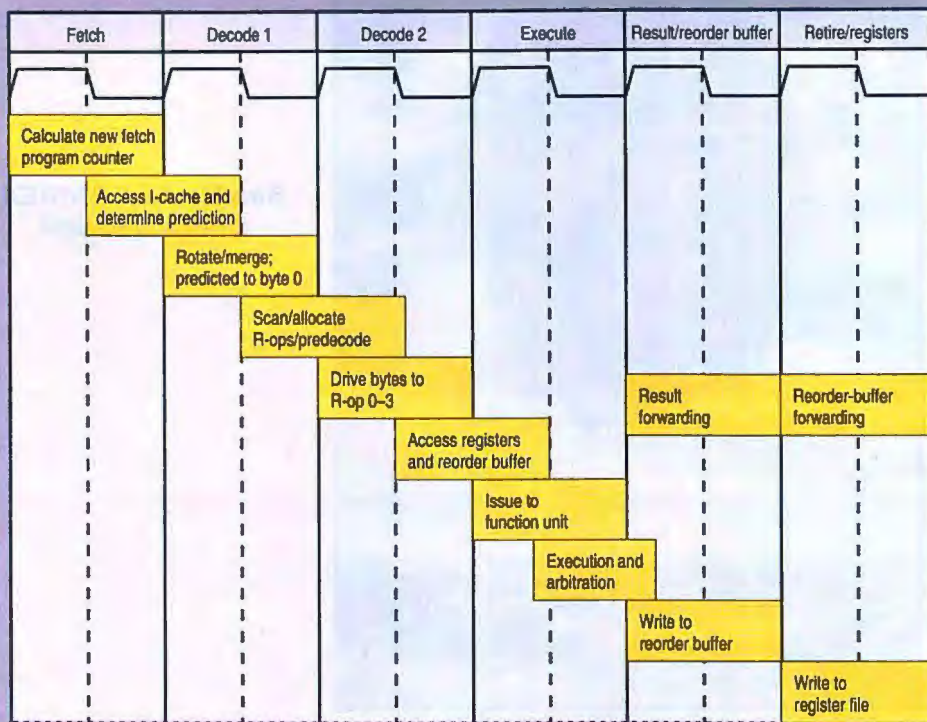 Fetch
Decode 1
Decode 2
Execute
Result/reorder buffer
Retire/registers
Calculate new fetch
program counter
Access I-cache and
determine prediction
Rotate/merge;
predicted to byte 0
Scan/allocate
R-ops/predecode
Drive bytes to
R-op 0–3
Result
forwarding
Reorder-buffer
forwarding
Access registers
and reorder buffer
Issue to
function unit
Execution and
arbitration
Write to
reorder buffer
Write to
register file